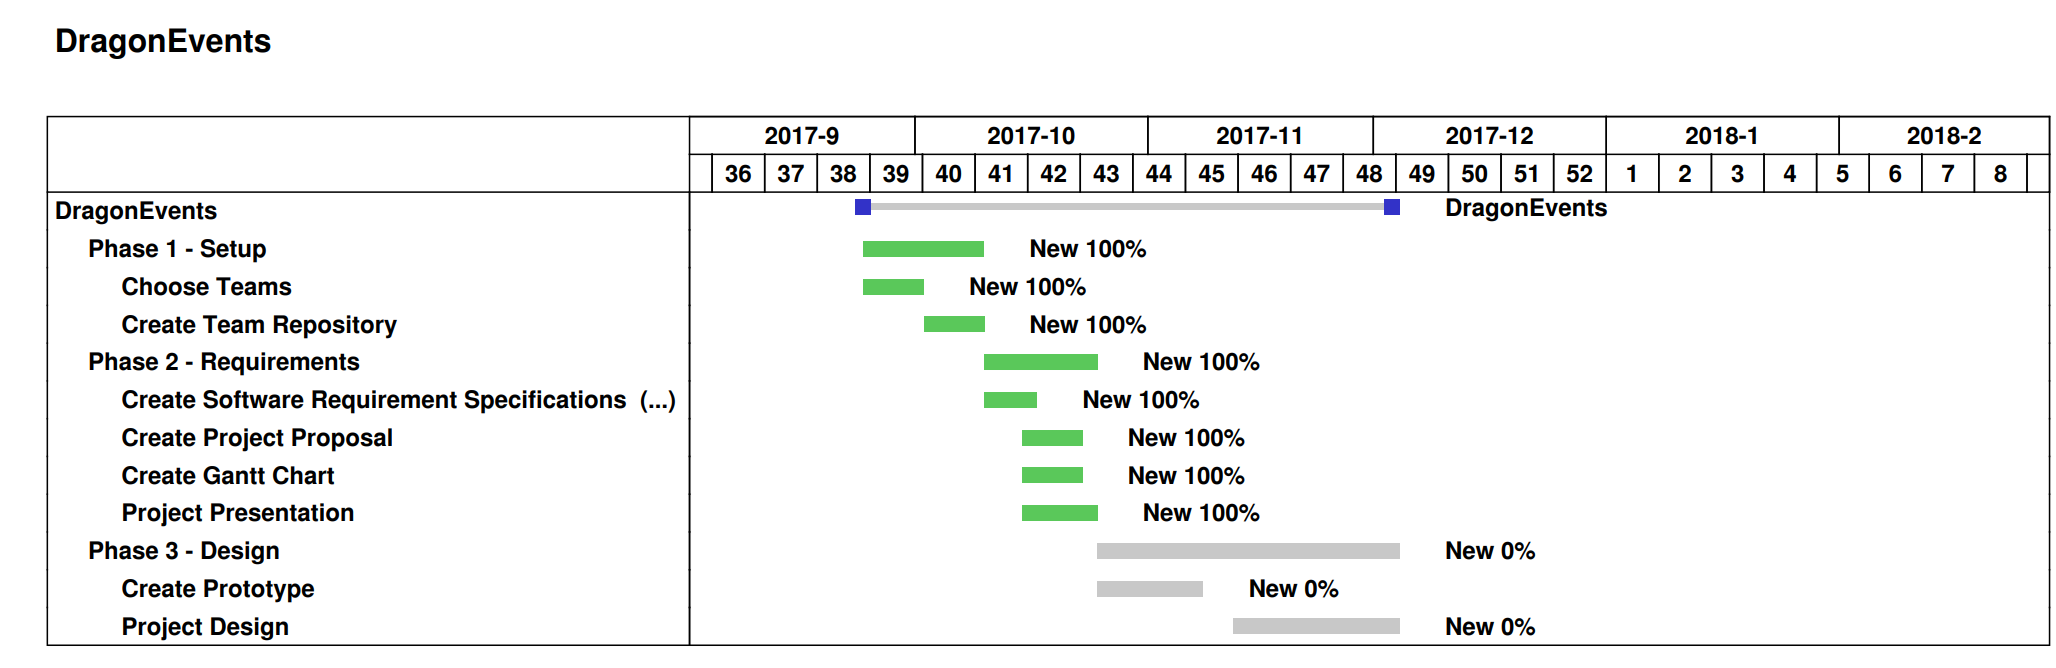 DragonEvents
2017-9 2017-10 2017-11 2017-12 2018-1 2018-2
36 37 38 39 40 41 42 43 44 45 46 47 48 49 50 51 52 1 2 3 4 5 6 7 8
DragonEvents DragonEvents
Phase 1 - Setup New 100%
Choose Teams New 100%
Create Team Repository New 100%
Phase 2 - Requirements New 100%
Create Software Requirement Specifications (...) New 100%
Create Project Proposal New 100%
Create Gantt Chart New 100%
Project Presentation New 100%
Phase 3 - Design New 0%
Create Prototype New 0%
Project Design New 0%